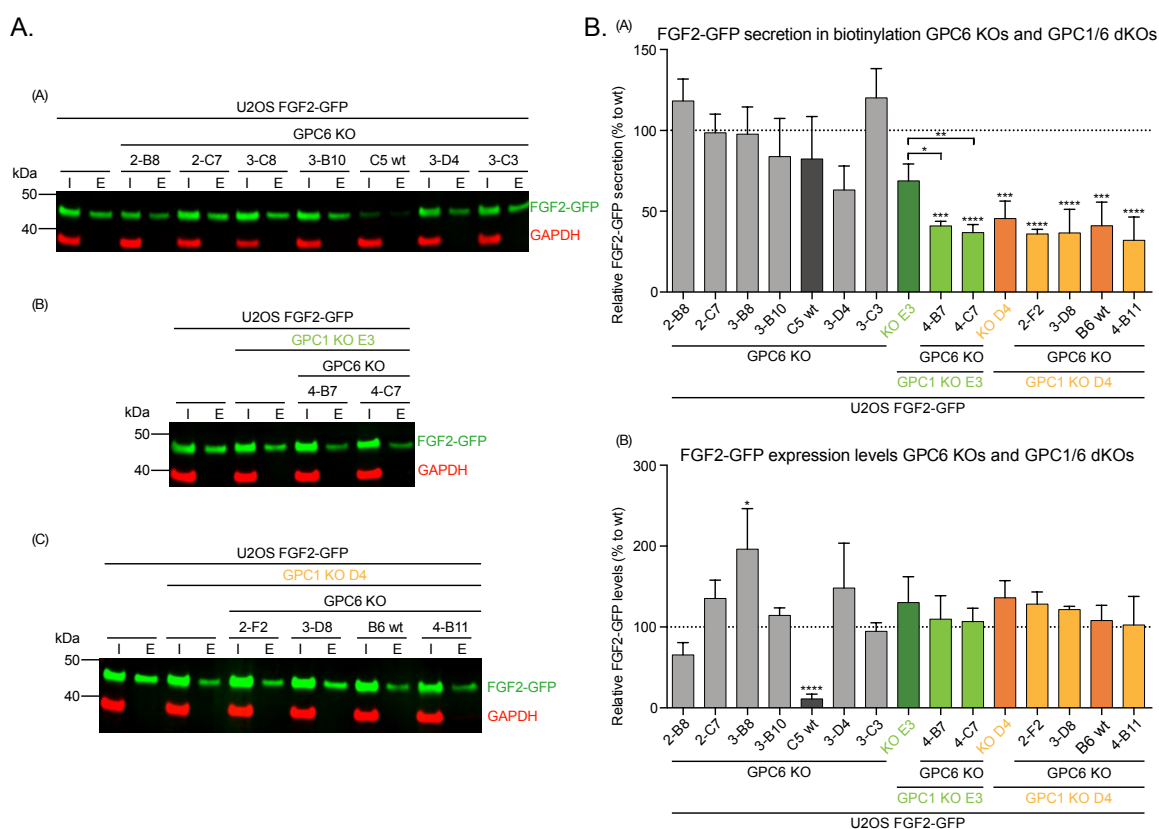 A.
(A)
U2OS FGF2-GFP
GPC6 KO
2-B8 2-C7 3-C8 3-B10 C5 wt 3-D4 3-C3
kDa I E I E I E I E I E I E I E I E
50
FGF2-GFP
40
GAPDH
(B)
U2OS FGF2-GFP
GPC1 KO E3
GPC6 KO
4-B7 4-C7
kDa I E I E I E I E
50
FGF2-GFP
40
GAPDH
(C)
U2OS FGF2-GFP
GPC1 KO D4
GPC6 KO
2-F2 3-D8 B6 wt 4-B11
kDa I E I E I E I E I E I E
50
FGF2-GFP
40
GAPDH
B.
(A)
FGF2-GFP secretion in biotinylation GPC6 KOs and GPC1/6 dKOs
Relative FGF2-GFP secretion (% to wt)
150
100
50
0
** 
*
*** **** *** **** **** *** ****
2-B8 2-C7 3-B8 3-B10 C5 wt 3-D4 3-C3 KO E3 4-B7 4-C7 KO D4 2-F2 3-D8 B6 wt 4-B11
GPC6 KO GPC6 KO GPC6 KO
GPC1 KO E3 GPC1 KO D4
U2OS FGF2-GFP
(B)
FGF2-GFP expression levels GPC6 KOs and GPC1/6 dKOs
Relative FGF2-GFP levels (% to wt)
300
200
100
0
*
****
2-B8 2-C7 3-B8 3-B10 C5 wt 3-D4 3-C3 KO E3 4-B7 4-C7 KO D4 2-F2 3-D8 B6 wt 4-B11
GPC6 KO GPC6 KO GPC6 KO
GPC1 KO E3 GPC1 KO D4
U2OS FGF2-GFP